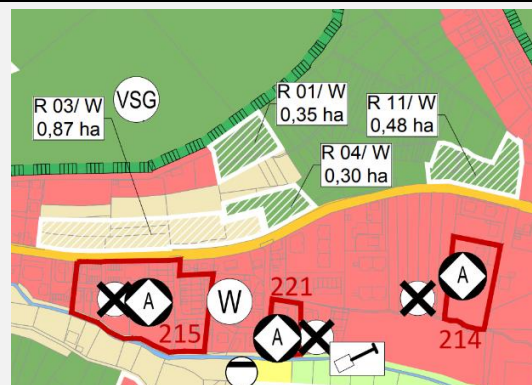 R 03/ W
0,87 ha
VSG
R 01/ W
0,35 ha
R 11/ W
0,48 ha
R 04/ W
0,30 ha
A
215
W
221
A
A
214